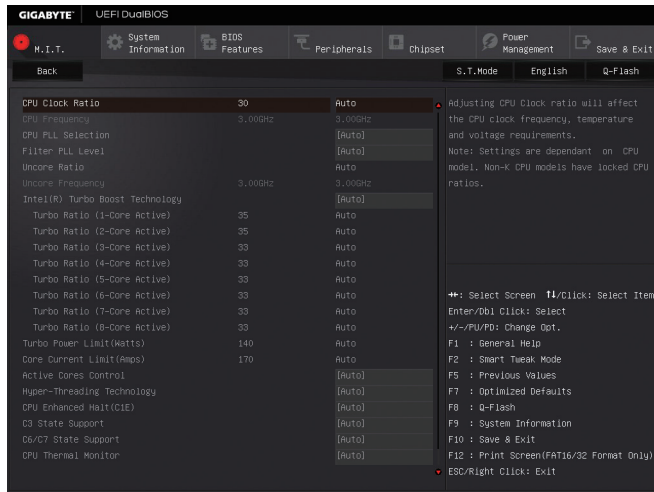 GIGABYTE™ UEFI DualBIOS
M.I.T. System Information BIOS Features Peripherals Chipset Power Management Save & Exit
Back S.T.Mode English Q-Flash
CPU Clock Ratio 30 Auto
CPU Frequency 3.00GHz 3.00GHz
CPU PLL Selection [Auto]
Filter PLL Level [Auto]
Uncore Ratio Auto
Uncore Frequency 3.00GHz 3.00GHz
Intel(R) Turbo Boost Technology [Auto]
Turbo Ratio (1-Core Active) 35 Auto
Turbo Ratio (2-Core Active) 35 Auto
Turbo Ratio (3-Core Active) 33 Auto
Turbo Ratio (4-Core Active) 33 Auto
Turbo Ratio (5-Core Active) 33 Auto
Turbo Ratio (6-Core Active) 33 Auto
Turbo Ratio (7-Core Active) 33 Auto
Turbo Ratio (8-Core Active) 33 Auto
Turbo Power Limit(Watts) 140 Auto
Core Current Limit(Amps) 170 Auto
Active Cores Control [Auto]
Hyper-Threading Technology [Auto]
CPU Enhanced Halt(C1E) [Auto]
C3 State Support [Auto]
C6/C7 State Support [Auto]
CPU Thermal Monitor [Auto]
Adjusting CPU Clock ratio will affect
the CPU clock frequency, temperature
and voltage requirements.
Note: Settings are dependant on CPU
model. Non-K CPU models have locked CPU
ratios.
→←: Select Screen ↑↓/Click: Select Item
Enter/Dbl Click: Select
+/-/PU/PD: Change Opt.
F1 : General Help
F2 : Smart Tweak Mode
F5 : Previous Values
F7 : Optimized Defaults
F8 : Q-Flash
F9 : System Information
F10 : Save & Exit
F12 : Print Screen(FAT16/32 Format Only)
ESC/Right Click: Exit